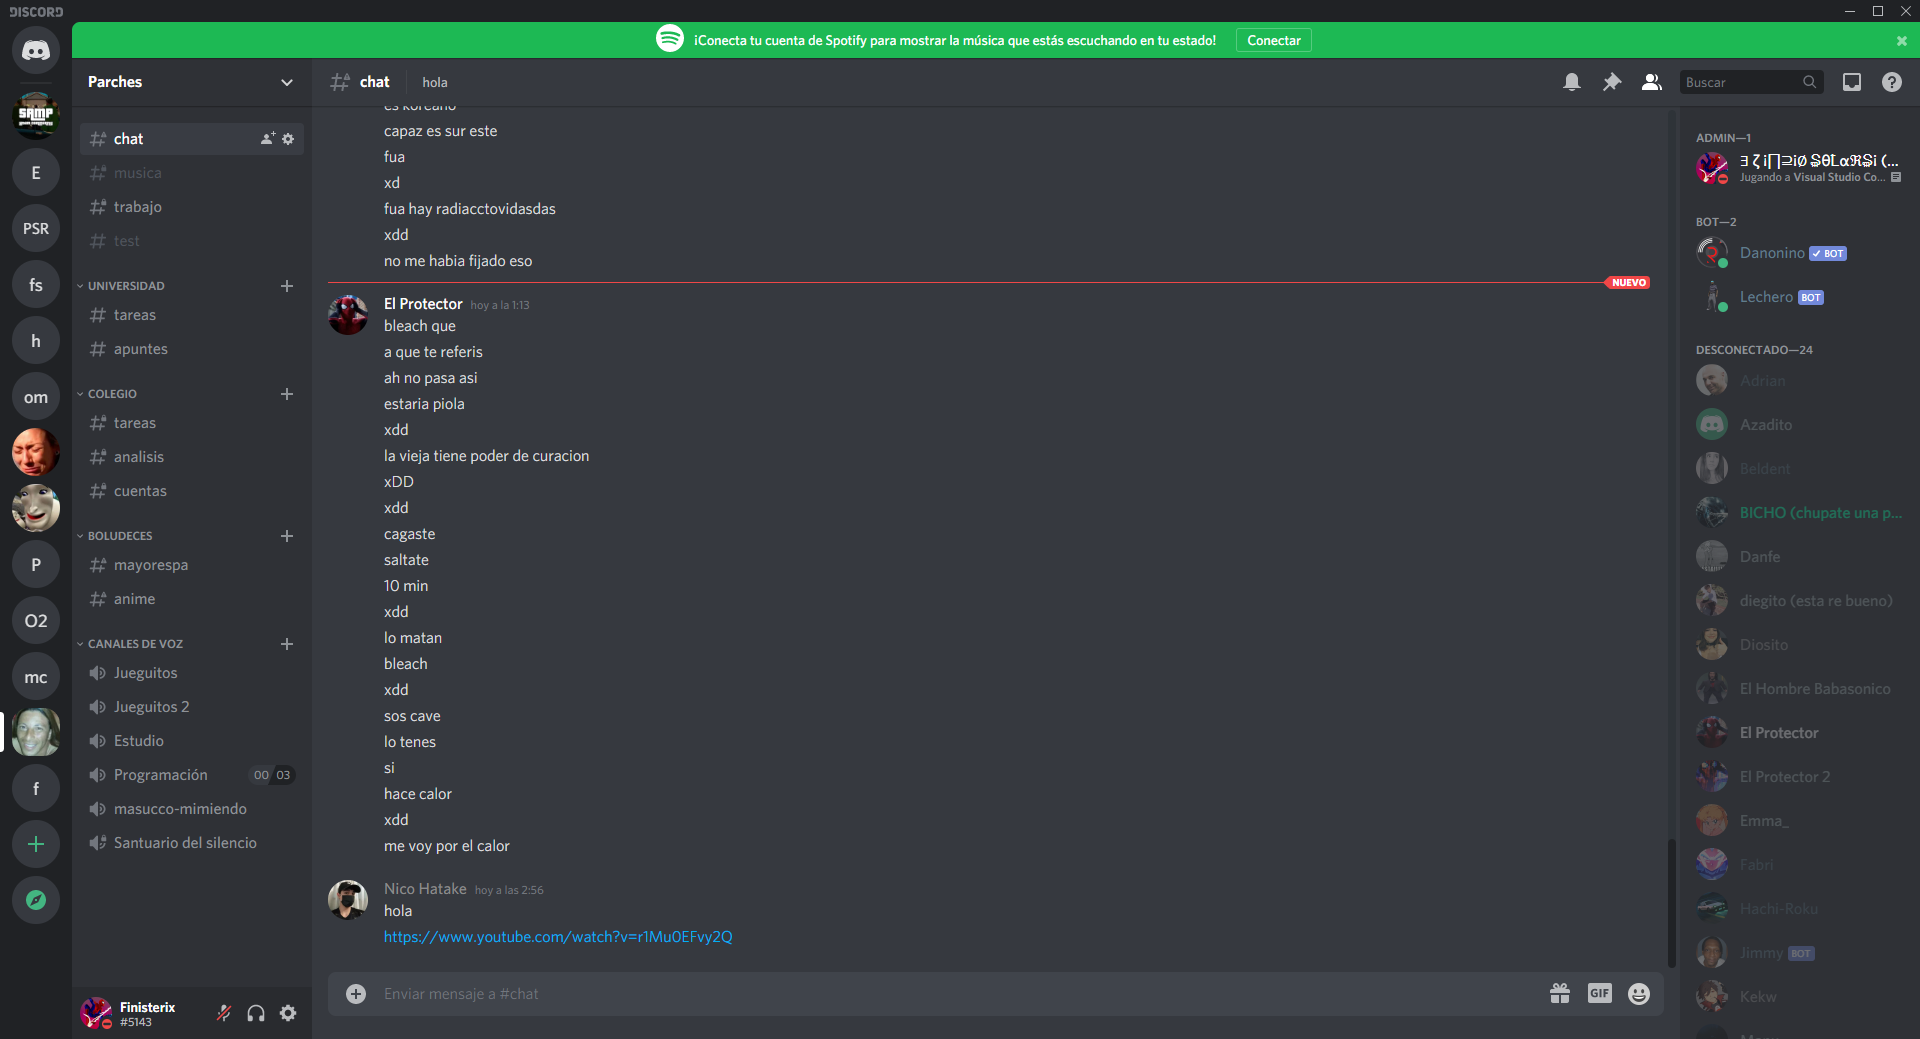 DISCORD
¡Conecta tu cuenta de Spotify para mostrar la música que estás escuchando en tu estado! Conectar
Parches
chat hola
Buscar
SAMP
E
PSR
fs
h
om
P
O2
mc
f
chat
musica
trabajo
test
UNIVERSIDAD
tareas
apuntes
COLEGIO
tareas
analisis
cuentas
BOLUDECES
mayorespa
anime
CANALES DE VOZ
Jueguitos
Jueguitos 2
Estudio
Programación 00 03
masucco-mimiendo
Santuario del silencio
Finisterix
#5143
es koreano
capaz es sur este
fua
xd
fua hay radiacctovidasdas
xdd
no me habia fijado eso
NUEVO
El Protector hoy a la 1:13
bleach que
a que te referis
ah no pasa asi
estaria piola
xdd
la vieja tiene poder de curacion
xDD
xdd
cagaste
saltate
10 min
xdd
lo matan
bleach
xdd
sos cave
lo tenes
si
hace calor
xdd
me voy por el calor
Nico Hatake hoy a las 2:56
hola
https://www.youtube.com/watch?v=r1Mu0EFvy2Q
Enviar mensaje a #chat
GIF
ADMIN—1
Jugando a Visual Studio Co...
BOT—2
Danonino BOT
Lechero BOT
DESCONECTADO—24
Adrian
Azadito
Beldent
BICHO (chupate una p...
Danfe
diegito (esta re bueno)
Diosito
El Hombre Babasonico
El Protector
El Protector 2
Emma_
Fabri
Hachi-Roku
Jimmy BOT
Kekw